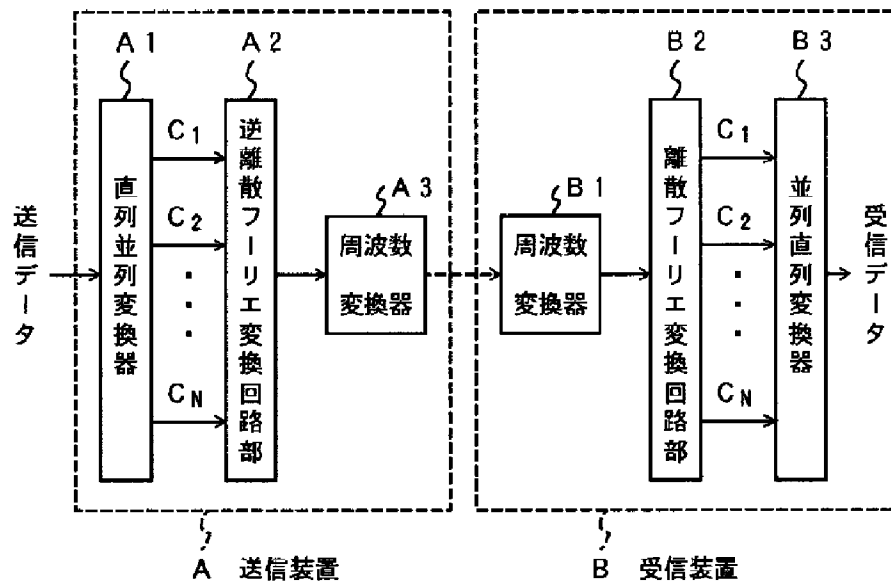 A1
A2
B2
B3
送信データ
直列並列変換器
C1
C2
CN
逆離散フーリエ変換回路部
A3
周波数
変換器
B1
周波数
変換器
離散フーリエ変換回路部
C1
C2
CN
並列直列変換器
受信データ
A 送信装置
B 受信装置